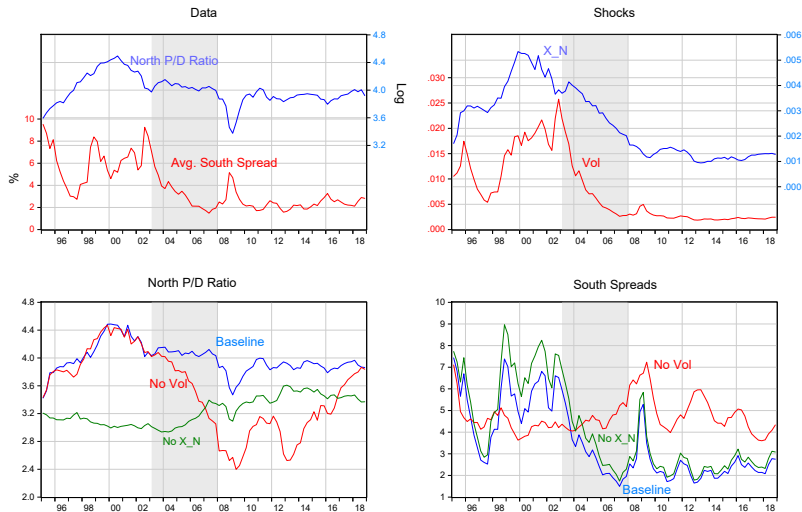 Data
4.8
4.4
4.0
3.6
3.2
Log
North P/D Ratio
10
8
6
4
2
0
%
Avg. South Spread
96 98 00 02 04 06 08 10 12 14 16 18
Shocks
.006
.005
.004
.003
.002
.001
.000
X_N
.030
.025
.020
.015
.010
.005
.000
Vol
96 98 00 02 04 06 08 10 12 14 16 18
North P/D Ratio
4.8
4.4
4.0
3.6
3.2
2.8
2.4
2.0
Baseline
No Vol
No X_N
96 98 00 02 04 06 08 10 12 14 16 18
South Spreads
10
9
8
7
6
5
4
3
2
1
No Vol
No X_N
Baseline
96 98 00 02 04 06 08 10 12 14 16 18